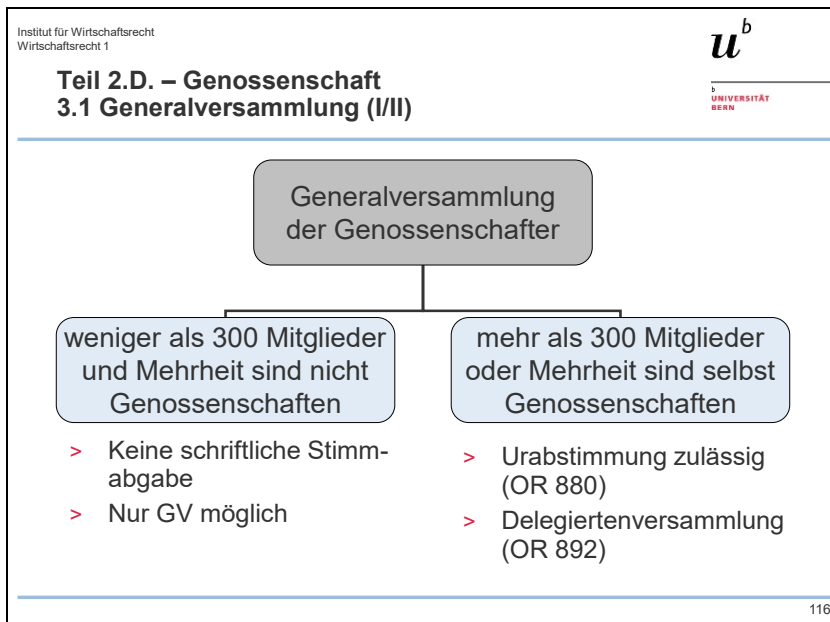 Institut für Wirtschaftsrecht
Wirtschaftsrecht 1
u^b
Teil 2.D. – Genossenschaft
3.1 Generalversammlung (I/II)
b
UNIVERSITÄT
BERN
Generalversammlung
der Genossenschafter
weniger als 300 Mitglieder
und Mehrheit sind nicht
Genossenschaften
> Keine schriftliche Stimm-
abgabe
> Nur GV möglich
mehr als 300 Mitglieder
oder Mehrheit sind selbst
Genossenschaften
> Urabstimmung zulässig
(OR 880)
> Delegiertenversammlung
(OR 892)
116